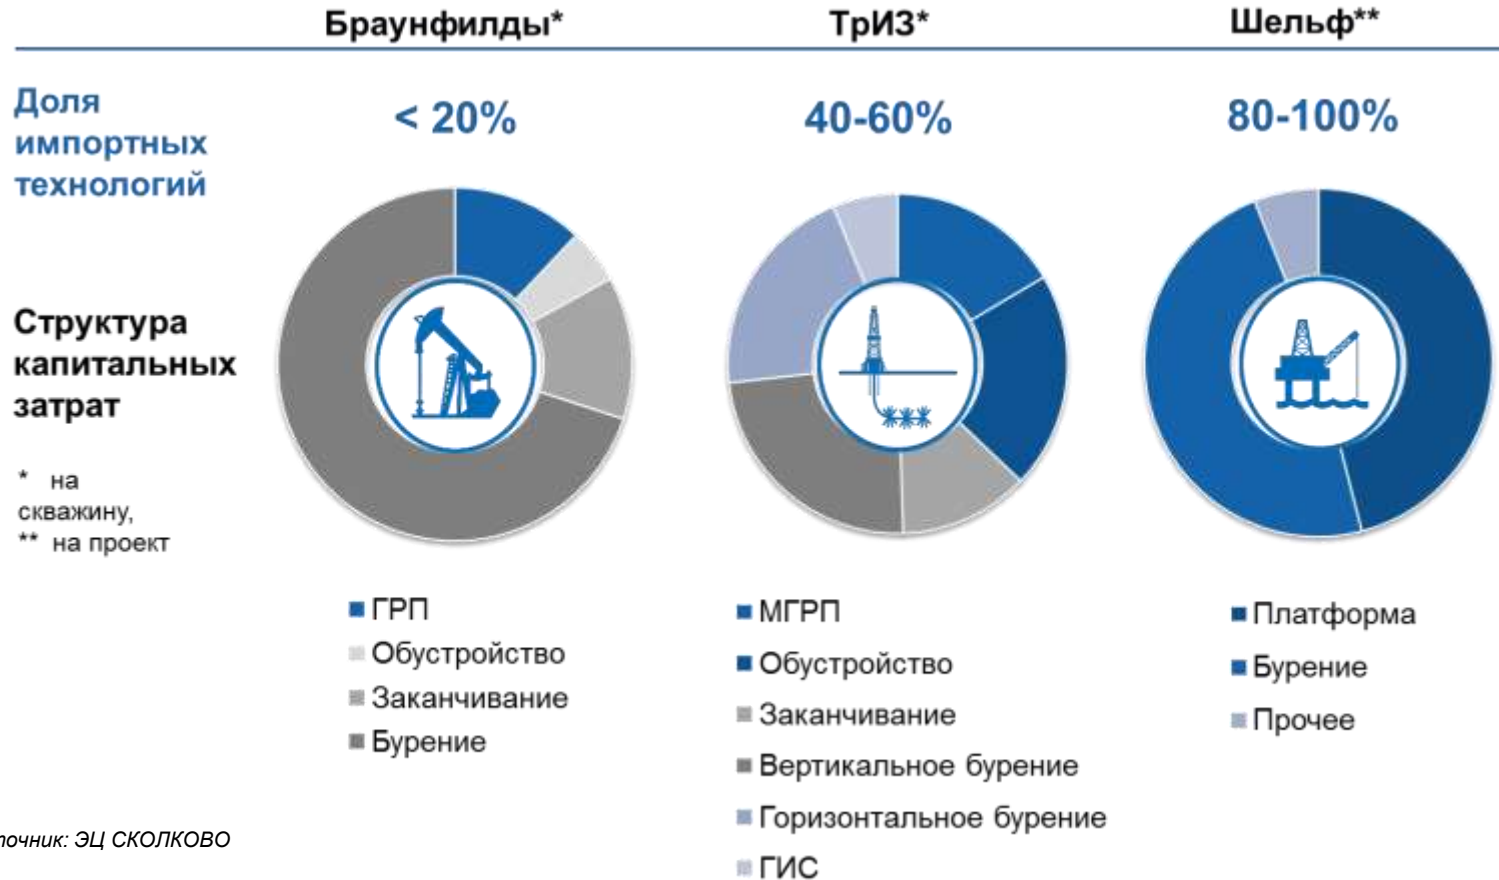 Браунфилды*
ТрИЗ*
Шельф**
Доля
импортных
технологий
< 20%
40-60%
80-100%
Структура
капитальных
затрат
* на
скважину,
** на проект
ГРП
Обустройство
Заканчивание
Бурение
МГРП
Обустройство
Заканчивание
Вертикальное бурение
Горизонтальное бурение
ГИС
Платформа
Бурение
Прочее
точник: ЭЦ СКОЛКОВО